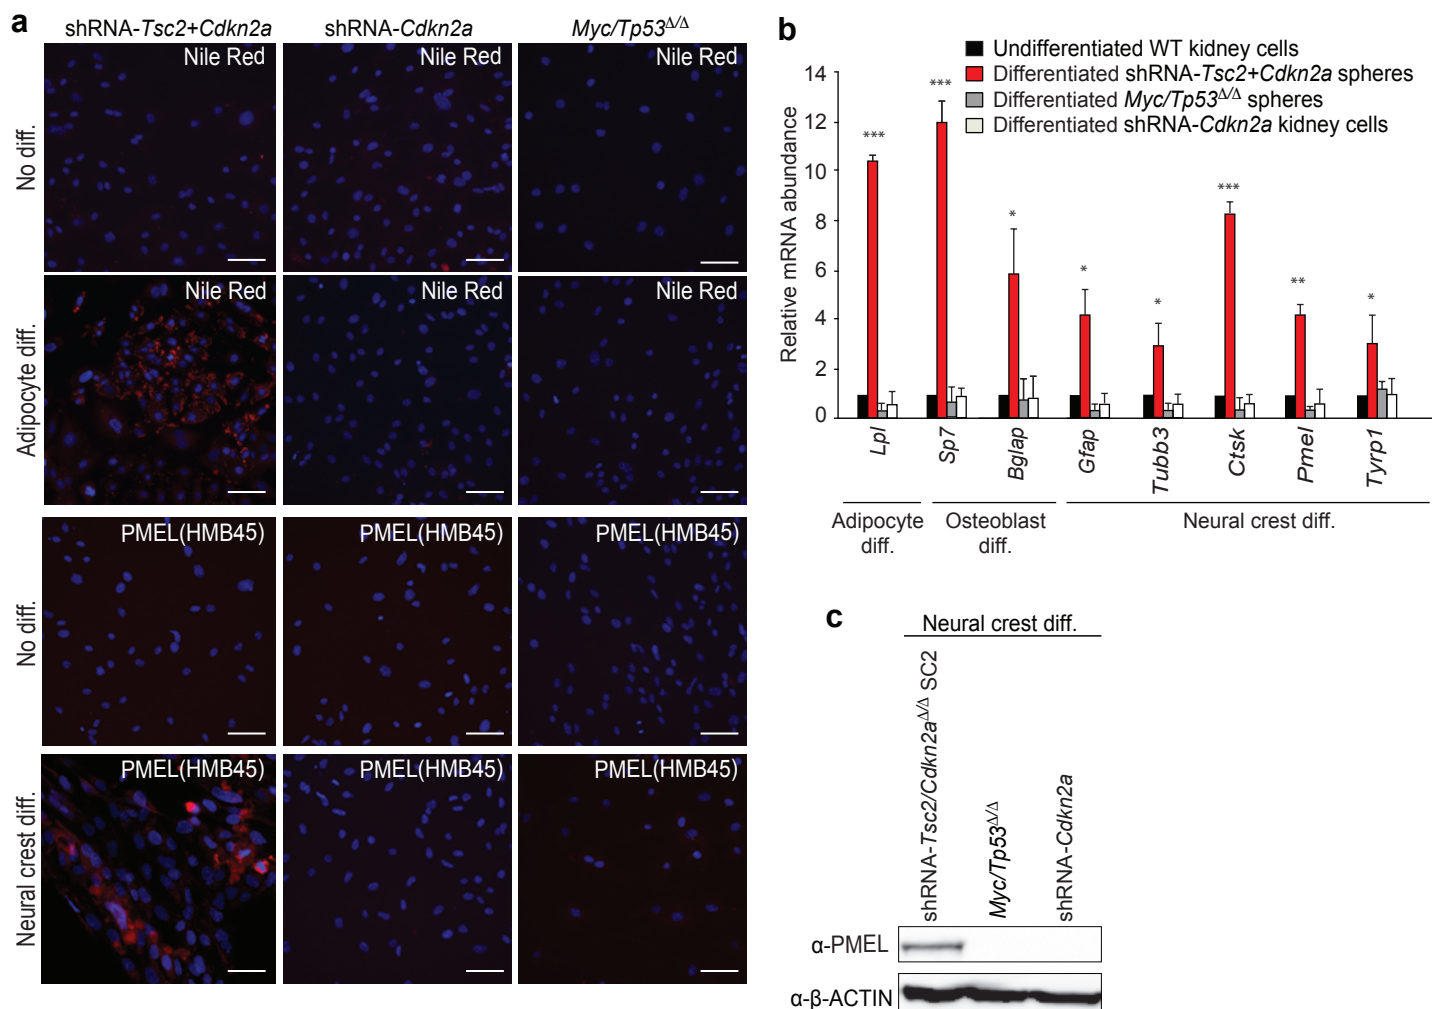 a
shRNA-Tsc2+Cdkn2a shRNA-Cdkn2a Myc/Tp53Δ/Δ
No diff.
Nile Red Nile Red Nile Red
Adipocyte diff.
Nile Red Nile Red Nile Red
No diff.
PMEL(HMB45) PMEL(HMB45) PMEL(HMB45)
Neural crest diff.
PMEL(HMB45) PMEL(HMB45) PMEL(HMB45)
b
Undifferentiated WT kidney cells
Differentiated shRNA-Tsc2+Cdkn2a spheres
Differentiated Myc/Tp53Δ/Δ spheres
Differentiated shRNA-Cdkn2a kidney cells
Relative mRNA abundance
14
12
10
8
6
4
2
0
*** *** * * * *** ** *
Lpl Sp7 Bglap Gfap Tubb3 Ctsk Pmel Tyrp1
Adipocyte diff. Osteoblast diff. Neural crest diff.
c
Neural crest diff.
shRNA-Tsc2/Cdkn2aΔ/Δ SC2
Myc/Tp53Δ/Δ
shRNA-Cdkn2a
α-PMEL
α-β-ACTIN